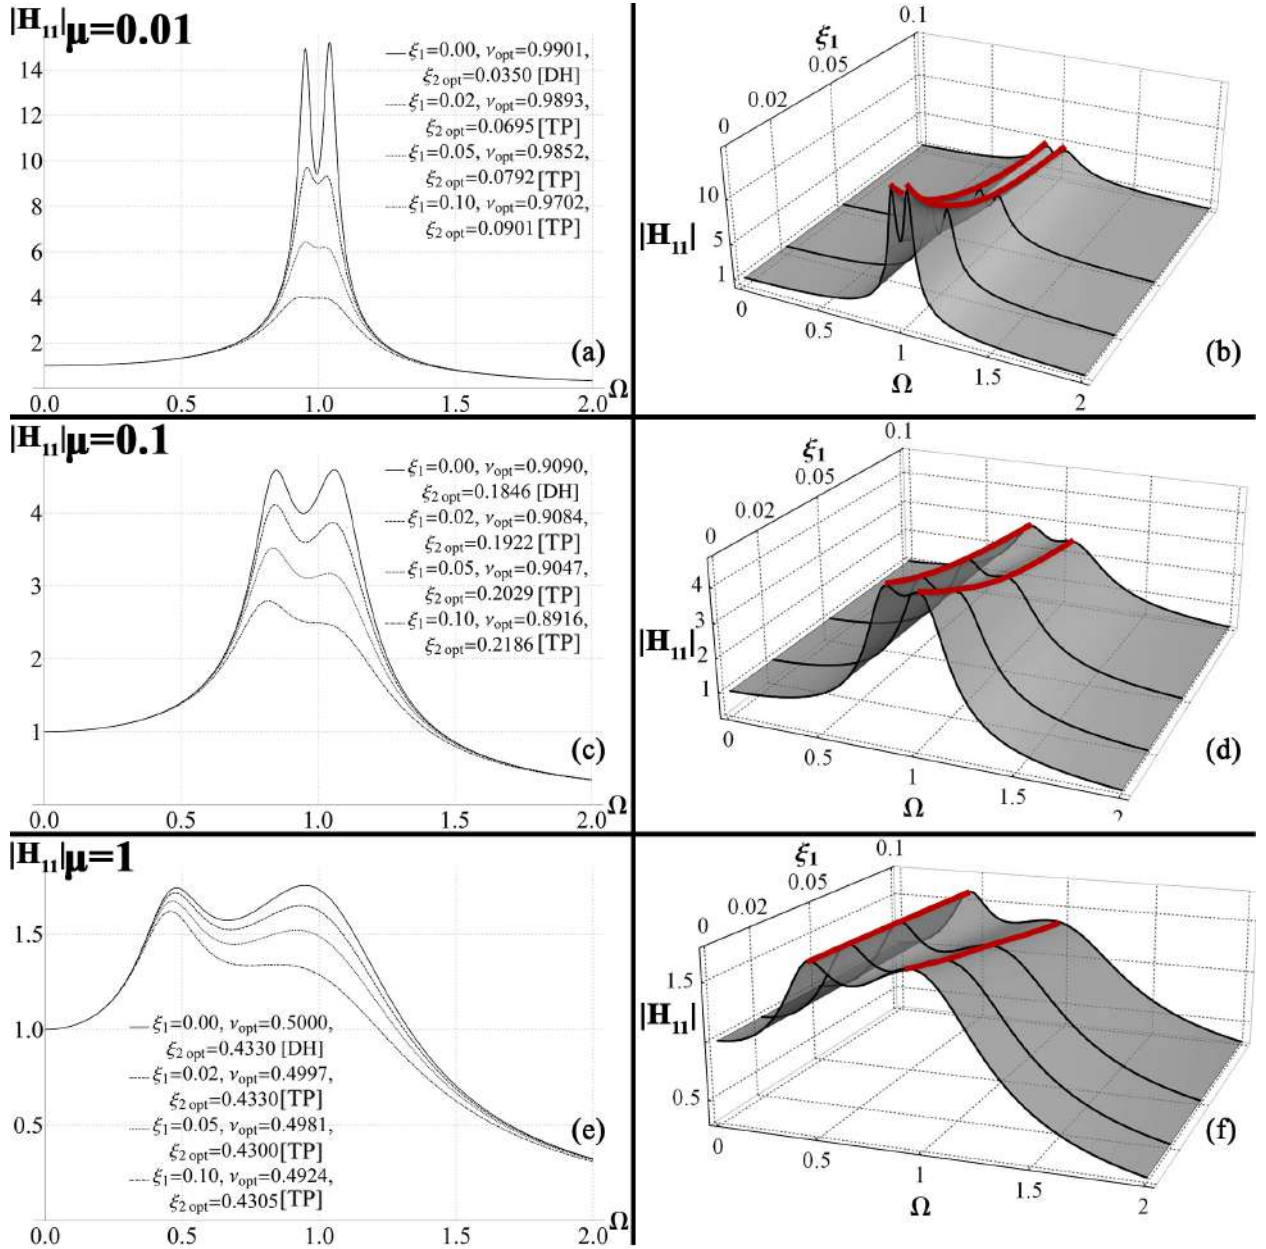 |H₁₁| μ=0.01
14
12
10
8
6
4
2
0.0 0.5 1.0 1.5 2.0 Ω
ξ₁=0.00, νopt=0.9901,
ξ₂ opt=0.0350 [DH]
ξ₁=0.02, νopt=0.9893,
ξ₂ opt=0.0695 [TP]
ξ₁=0.05, νopt=0.9852,
ξ₂ opt=0.0792 [TP]
ξ₁=0.10, νopt=0.9702,
ξ₂ opt=0.0901 [TP]
(a)
0.1
ξ₁
0.05
0.02
0
10
|H₁₁| 5
1
0 0.5 1 1.5 2
Ω
(b)
|H₁₁| μ=0.1
4
3
2
1
0.0 0.5 1.0 1.5 2.0 Ω
ξ₁=0.00, νopt=0.9090,
ξ₂ opt=0.1846 [DH]
ξ₁=0.02, νopt=0.9084,
ξ₂ opt=0.1922 [TP]
ξ₁=0.05, νopt=0.9047,
ξ₂ opt=0.2029 [TP]
ξ₁=0.10, νopt=0.8916,
ξ₂ opt=0.2186 [TP]
(c)
0.1
ξ₁
0.05
0.02
0
4
3
|H₁₁| 2
1
0 0.5 1 1.5
Ω
(d)
|H₁₁| μ=1
1.5
1.0
0.5
0.0 0.5 1.0 1.5 2.0 Ω
ξ₁=0.00, νopt=0.5000,
ξ₂ opt=0.4330 [DH]
ξ₁=0.02, νopt=0.4997,
ξ₂ opt=0.4330 [TP]
ξ₁=0.05, νopt=0.4981,
ξ₂ opt=0.4300 [TP]
ξ₁=0.10, νopt=0.4924,
ξ₂ opt=0.4305 [TP]
(e)
0.1
ξ₁
0.05
0.02
0
1.5
|H₁₁|
0.5
0 0.5 1 1.5 2
Ω
(f)